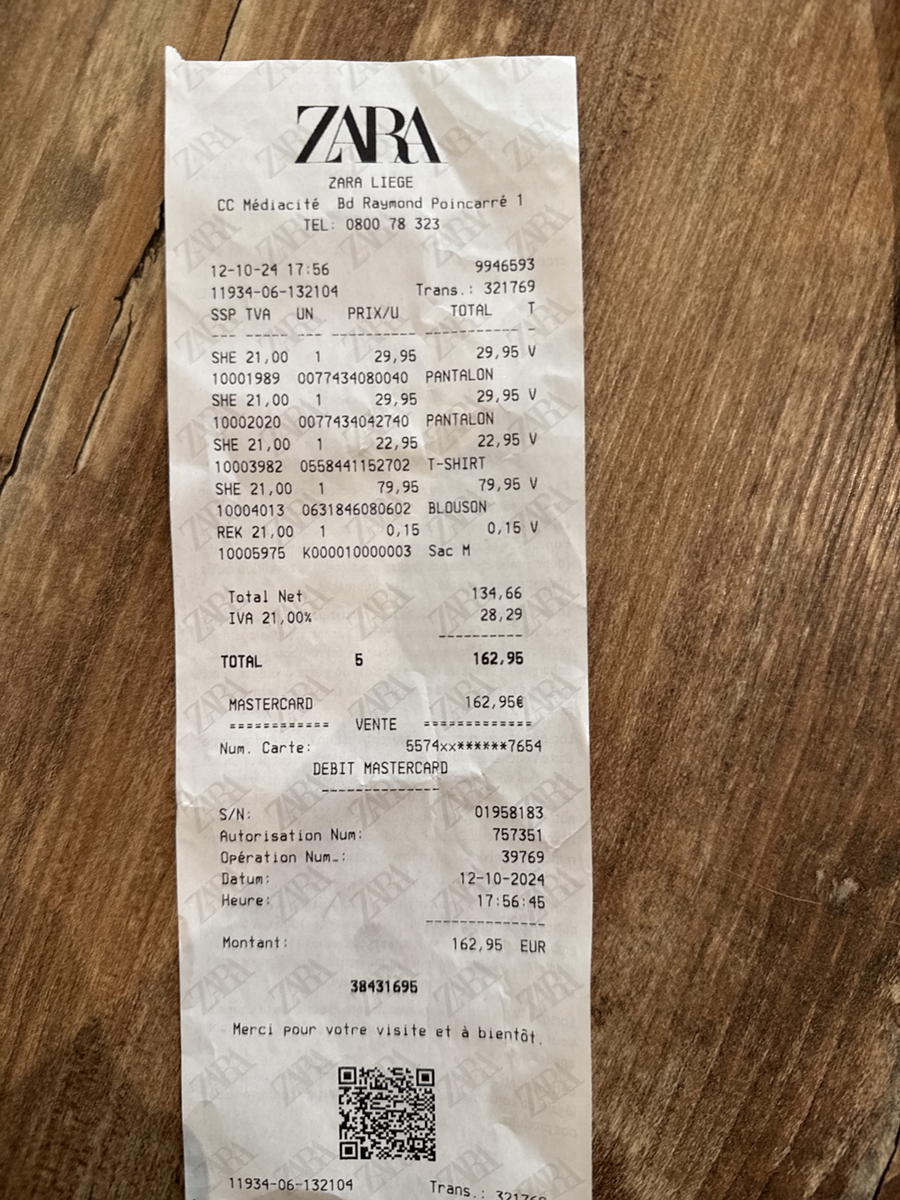 ZARA
ZARA LIEGE
CC Médiacité Bd Raymond Poincarré 1
TEL: 0800 78 323
12-10-24 17:56 9946593
11934-06-132104 Trans.: 321769
SSP TVA UN PRIX/U TOTAL T
--- --- --- ---------- ----------- -
SHE 21,00 1 29,95 29,95 V
10001989 0077434080040 PANTALON
SHE 21,00 1 29,95 29,95 V
10002020 0077434042740 PANTALON
SHE 21,00 1 22,95 22,95 V
10003982 0558441152702 T-SHIRT
SHE 21,00 1 79,95 79,95 V
10004013 0631846080602 BLOUSON
REK 21,00 1 0,15 0,15 V
10005975 K000010000003 Sac M
Total Net 134,66
IVA 21,00% 28,29
----------
TOTAL 5 162,95
MASTERCARD 162,95€
============ VENTE =============
Num. Carte: 5574xx******7654
DEBIT MASTERCARD
--------------
S/N: 01958183
Autorisation Num: 757351
Opération Num.: 39769
Datum: 12-10-2024
Heure: 17:56:45
--------------
Montant: 162,95 EUR
38431695
Merci pour votre visite et à bientôt.
11934-06-132104 Trans.: 321769